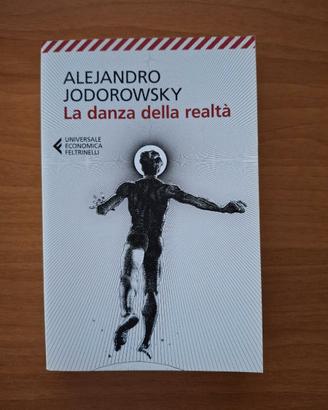 ALEJANDRO
JODOROWSKY
La danza della realtà
UNIVERSALE
ECONOMICA
FELTRINELLI